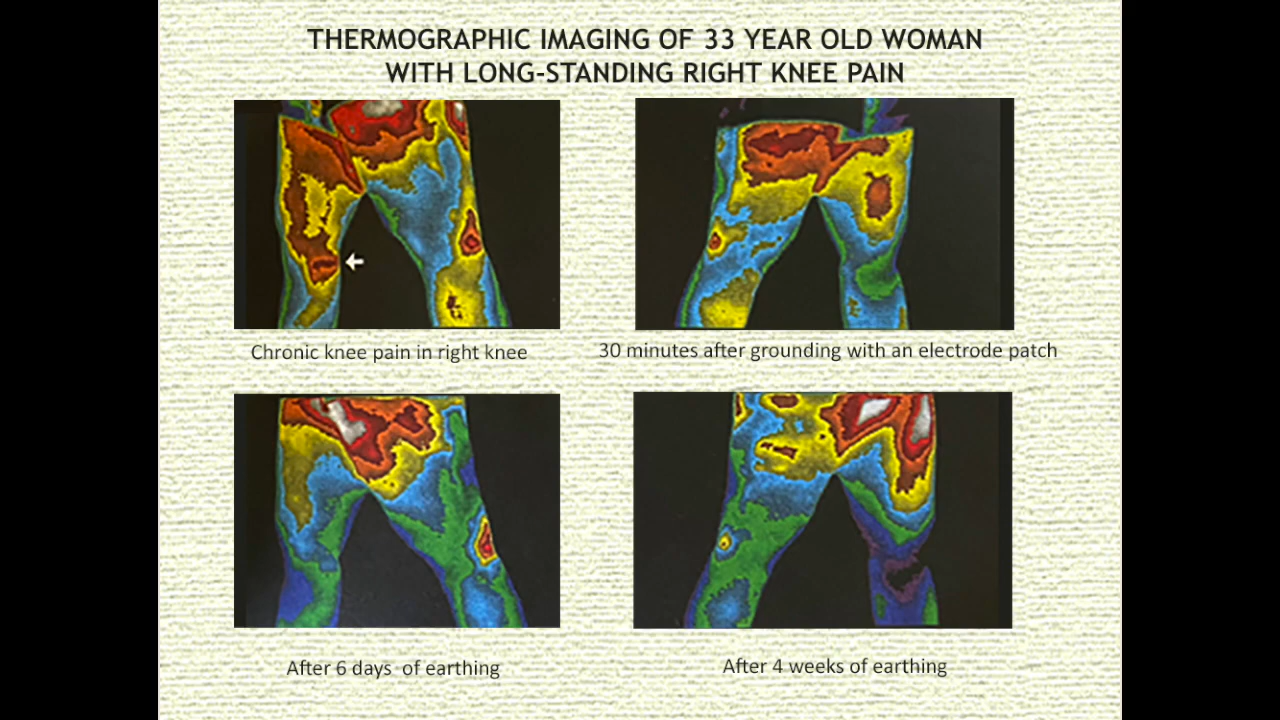 THERMOGRAPHIC IMAGING OF 33 YEAR OLD WOMAN
WITH LONG-STANDING RIGHT KNEE PAIN
Chronic knee pain in right knee
30 minutes after grounding with an electrode patch
After 6 days of earthing
After 4 weeks of earthing